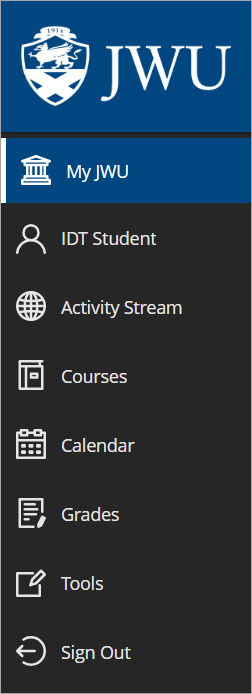 1914
JWU
My JWU
IDT Student
Activity Stream
Courses
Calendar
Grades
Tools
Sign Out